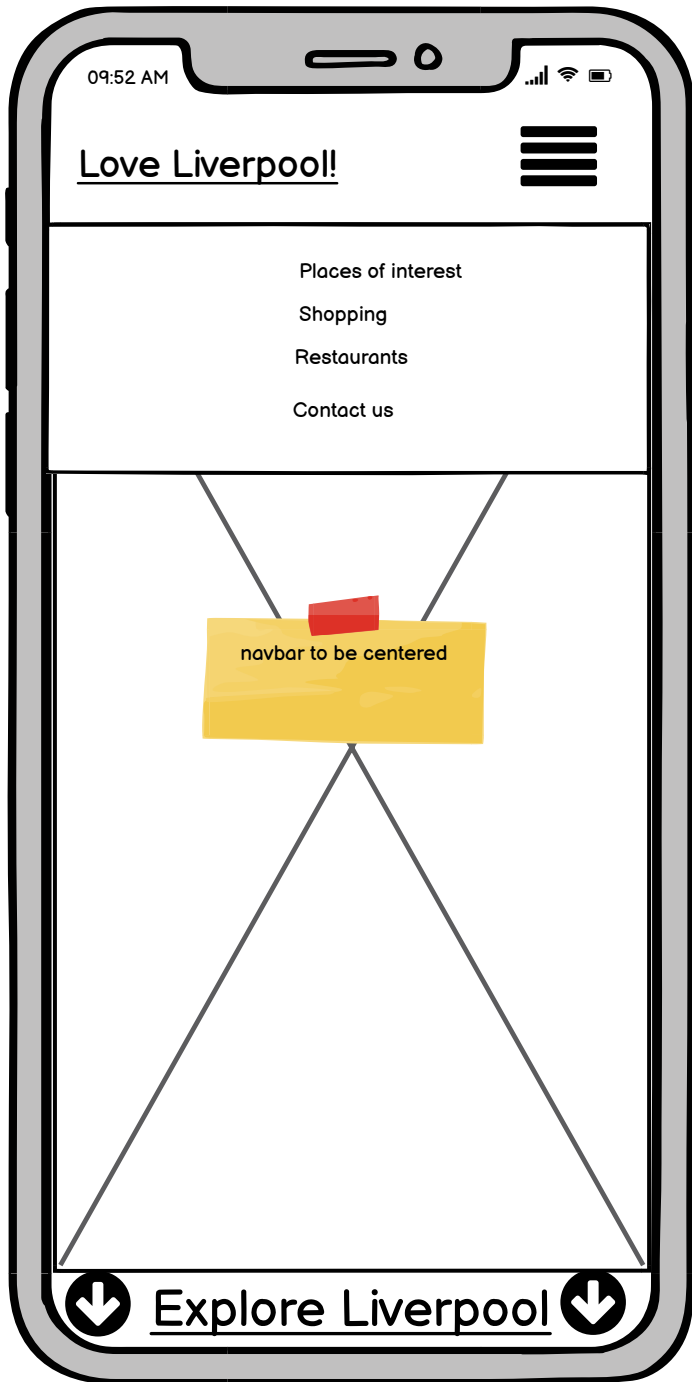 09:52 AM
Love Liverpool!
Places of interest
Shopping
Restaurants
Contact us
navbar to be centered
Explore Liverpool